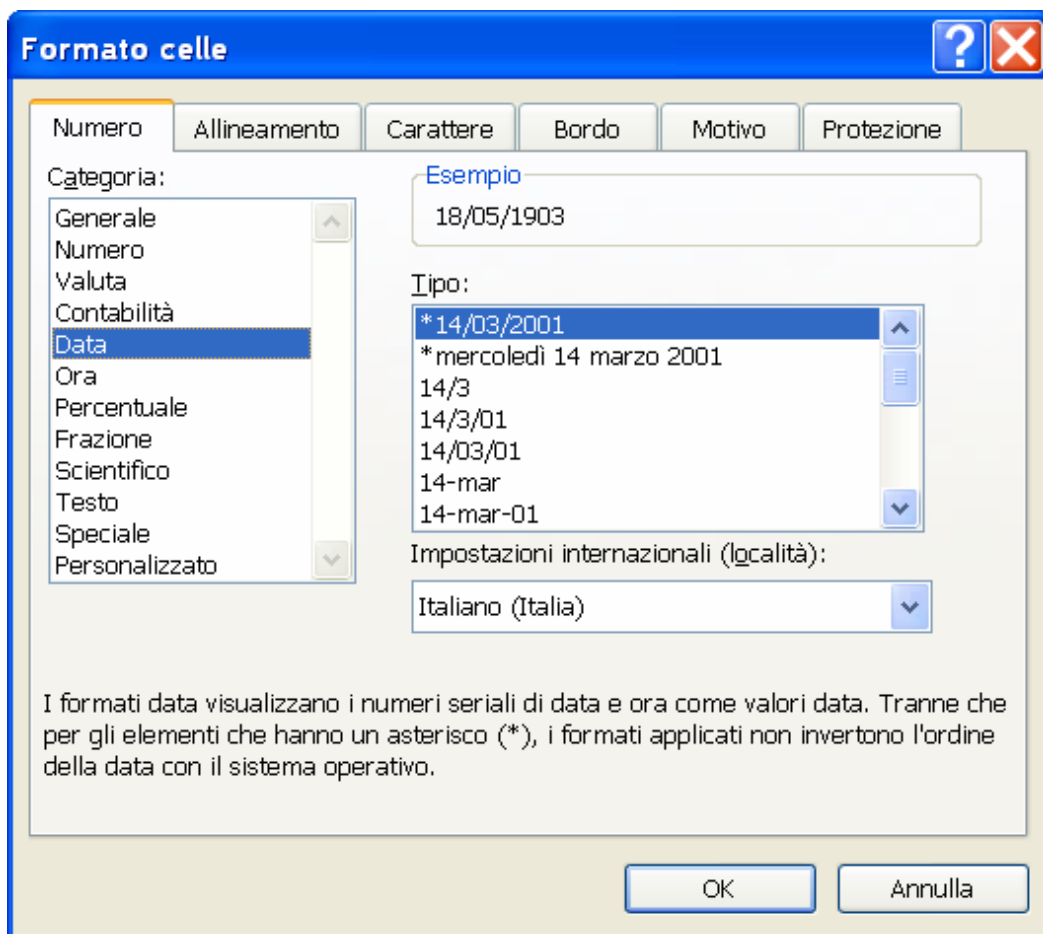 Formato celle
Numero Allineamento Carattere Bordo Motivo Protezione
Categoria:
Generale
Numero
Valuta
Contabilità
Data
Ora
Percentuale
Frazione
Scientifico
Testo
Speciale
Personalizzato
Esempio
18/05/1903
Tipo:
*14/03/2001
*mercoledì 14 marzo 2001
14/3
14/3/01
14/03/01
14-mar
14-mar-01
Impostazioni internazionali (località):
Italiano (Italia)
I formati data visualizzano i numeri seriali di data e ora come valori data. Tranne che
per gli elementi che hanno un asterisco (*), i formati applicati non invertono l'ordine
della data con il sistema operativo.
OK Annulla